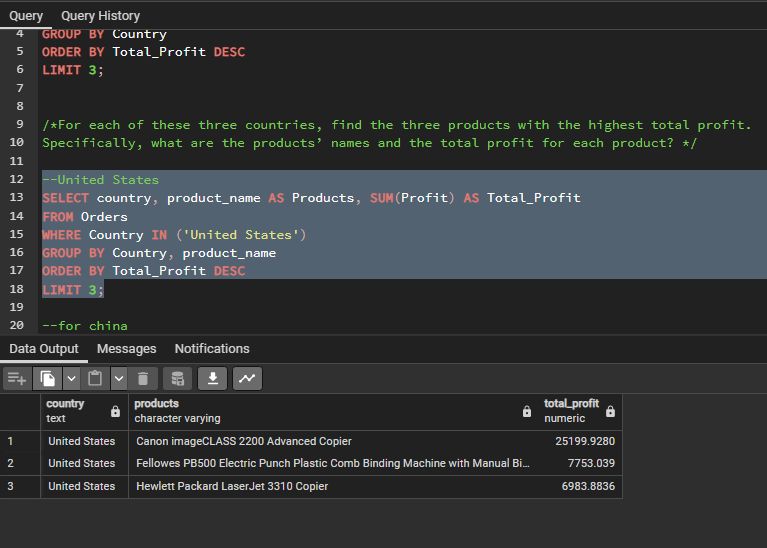 Query Query History
4 GROUP BY Country
5 ORDER BY Total_Profit DESC
6 LIMIT 3;
7
8
9 /*For each of these three countries, find the three products with the highest total profit.
10 Specifically, what are the products’ names and the total profit for each product? */
11
12 --United States
13 SELECT country, product_name AS Products, SUM(Profit) AS Total_Profit
14 FROM Orders
15 WHERE Country IN ('United States')
16 GROUP BY Country, product_name
17 ORDER BY Total_Profit DESC
18 LIMIT 3;
19
20 --for china
Data Output Messages Notifications
country products total_profit
text character varying numeric
1 United States Canon imageCLASS 2200 Advanced Copier 25199.9280
2 United States Fellowes PB500 Electric Punch Plastic Comb Binding Machine with Manual Bi... 7753.039
3 United States Hewlett Packard LaserJet 3310 Copier 6983.8836